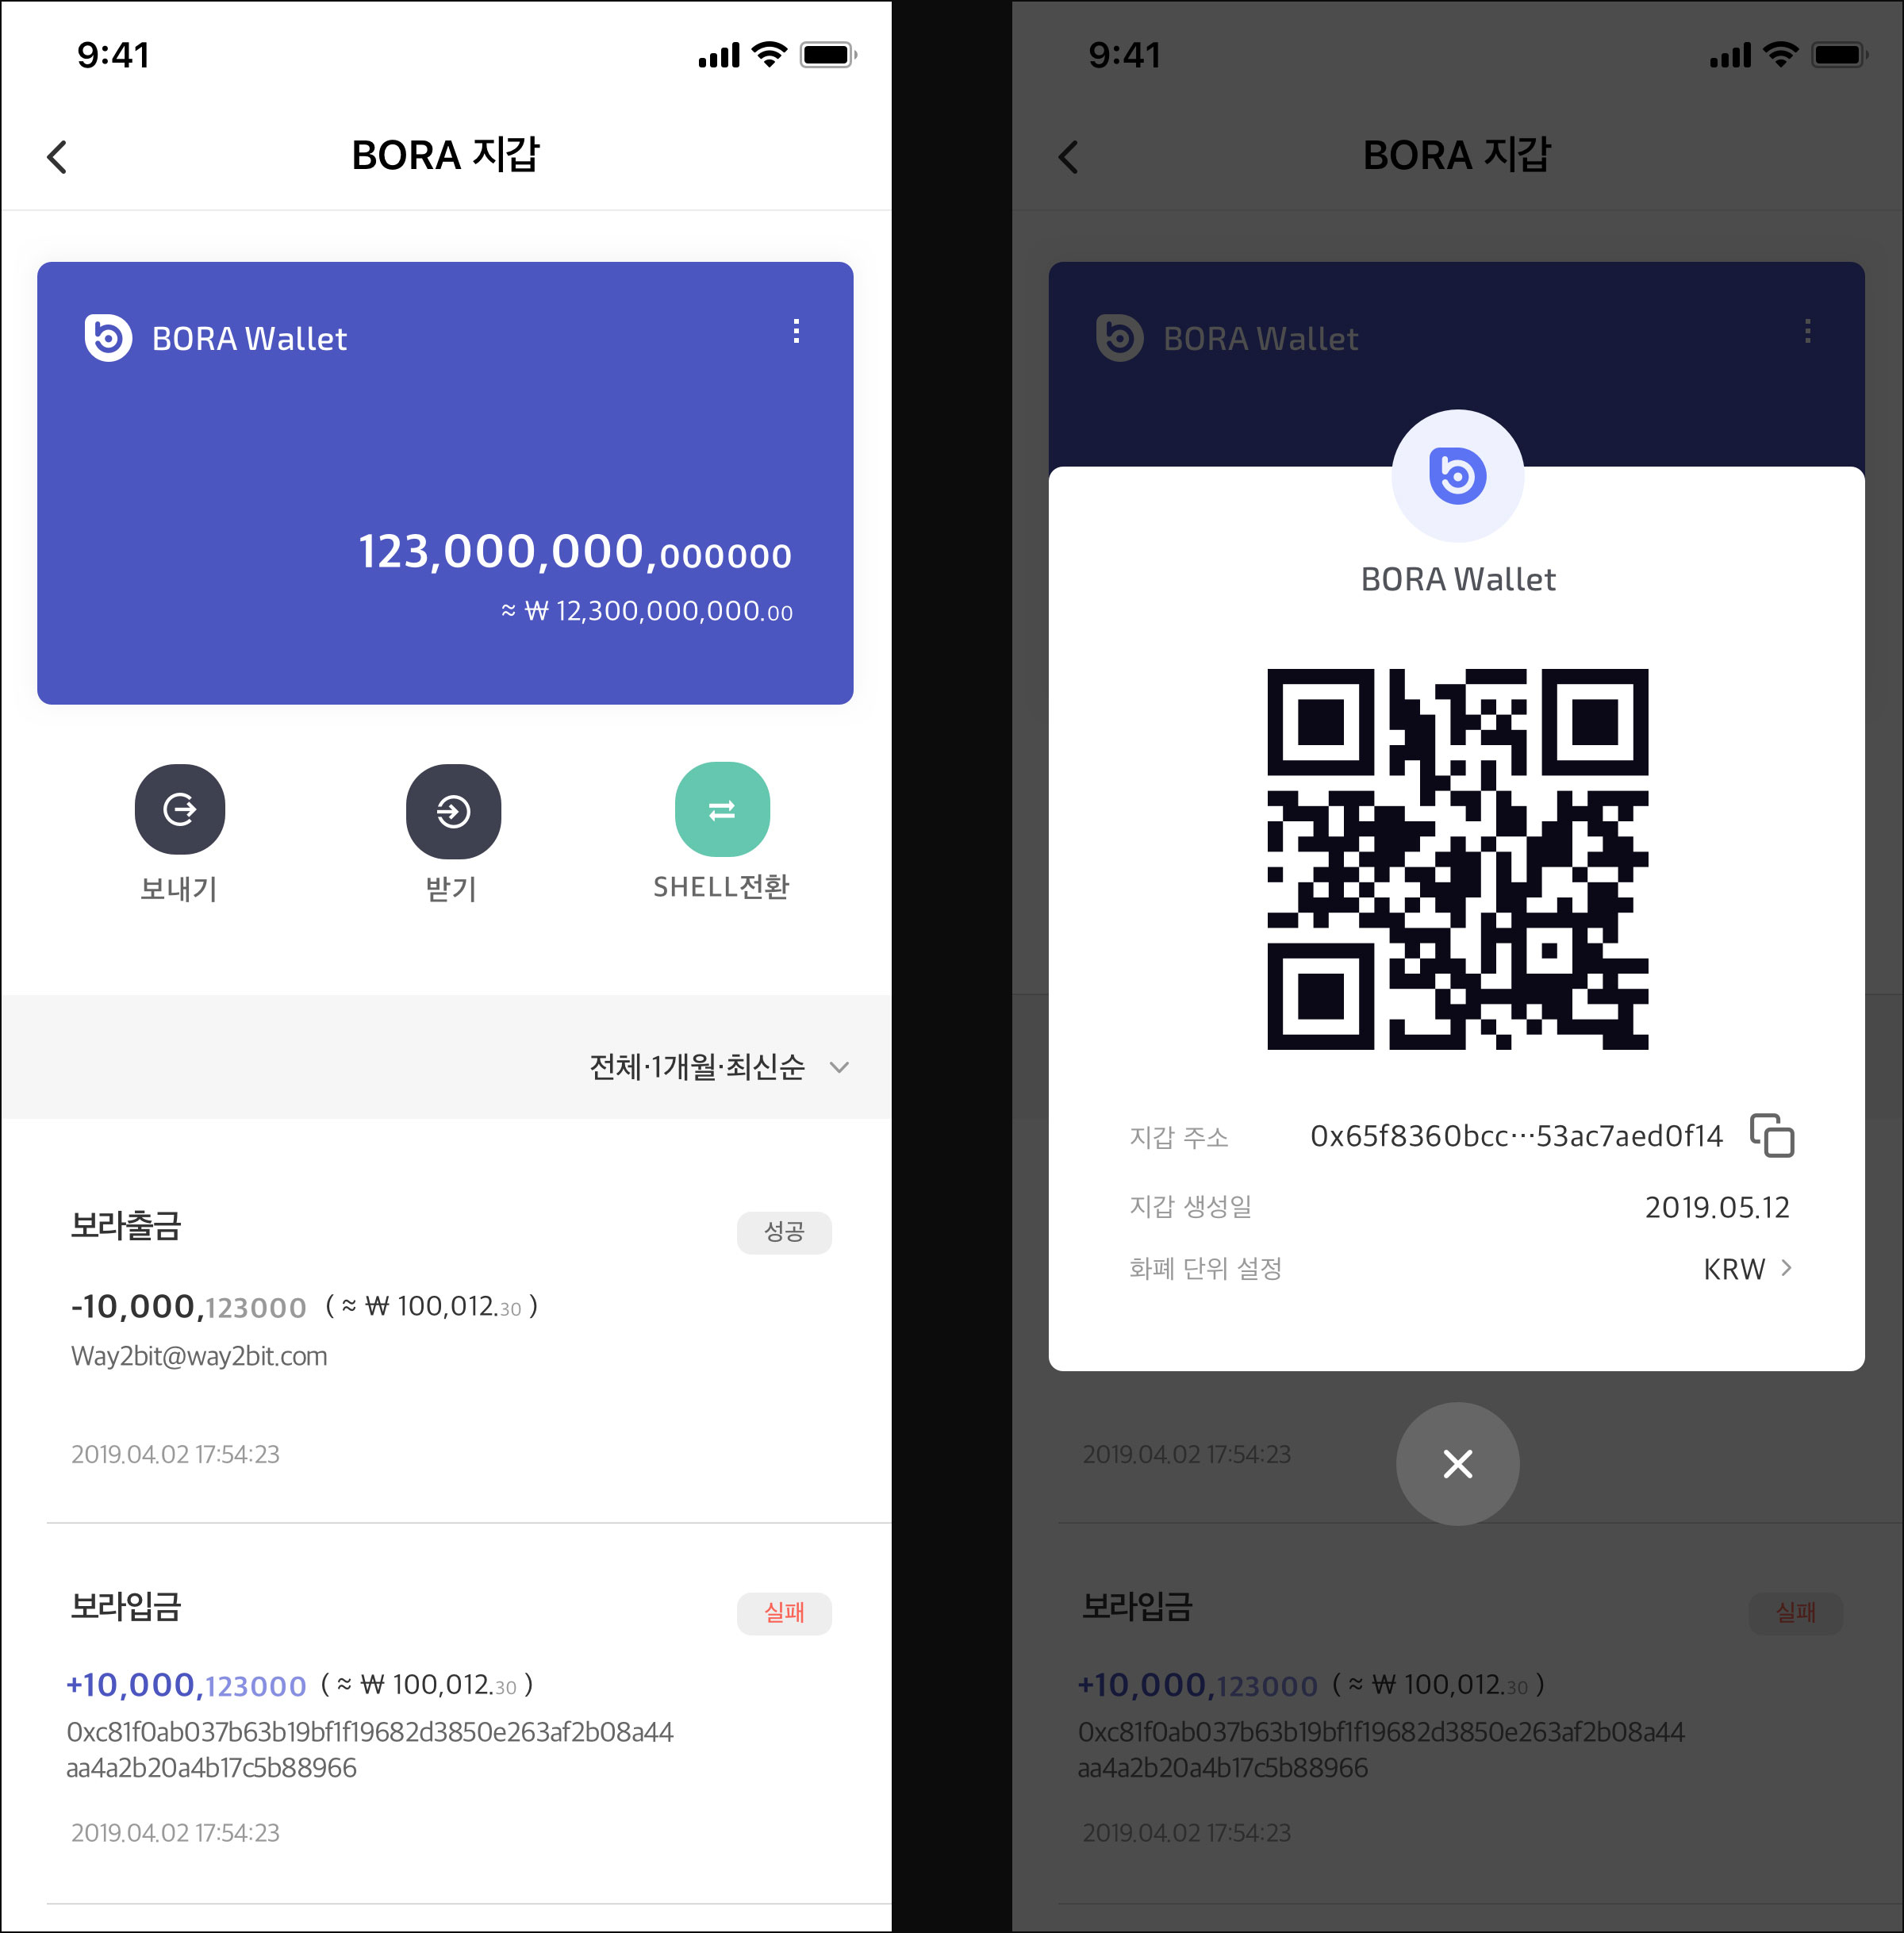 9:41
BORA 지갑
BORA Wallet
123,000,000,000000
≈ ₩ 12,300,000,000.00
보내기
받기
SHELL전환
전체·1개월·최신순
보라출금
성공
-10,000,123000 ( ≈ ₩ 100,012.30 )
Way2bit@way2bit.com
2019.04.02 17:54:23
보라입금
실패
+10,000,123000 ( ≈ ₩ 100,012.30 )
0xc81f0ab037b63b19bf1f19682d3850e263af2b08a44
aa4a2b20a4b17c5b88966
2019.04.02 17:54:23
9:41
BORA 지갑
BORA Wallet
BORA Wallet
지갑 주소 0x65f8360bcc···53ac7aed0f14
지갑 생성일 2019.05.12
화폐 단위 설정 KRW
2019.04.02 17:54:23
보라입금
실패
+10,000,123000 ( ≈ ₩ 100,012.30 )
0xc81f0ab037b63b19bf1f19682d3850e263af2b08a44
aa4a2b20a4b17c5b88966
2019.04.02 17:54:23